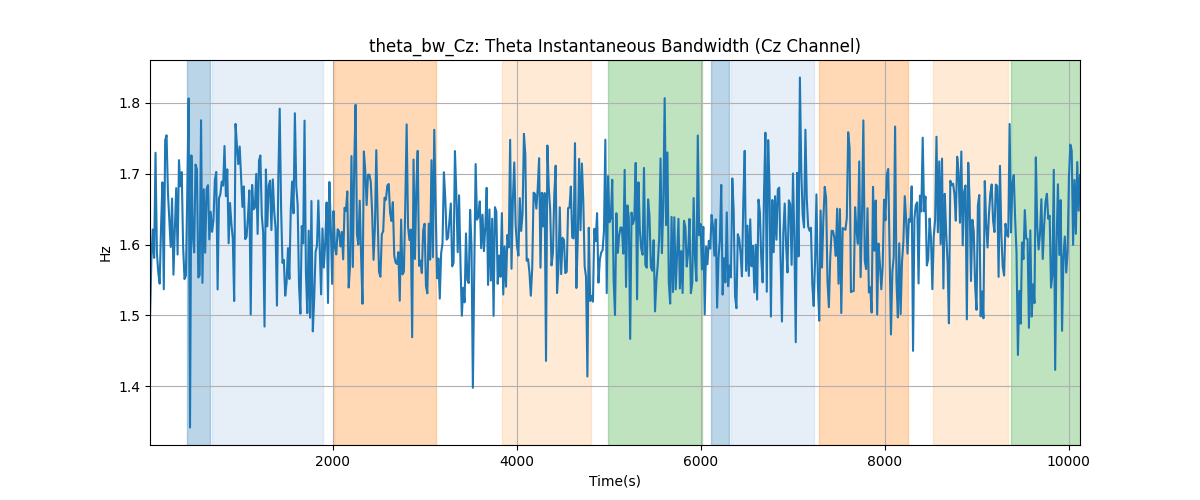 theta_bw_Cz: Theta Instantaneous Bandwidth (Cz Channel)
Hz
1.8
1.7
1.6
1.5
1.4
2000 4000 6000 8000 10000
Time(s)